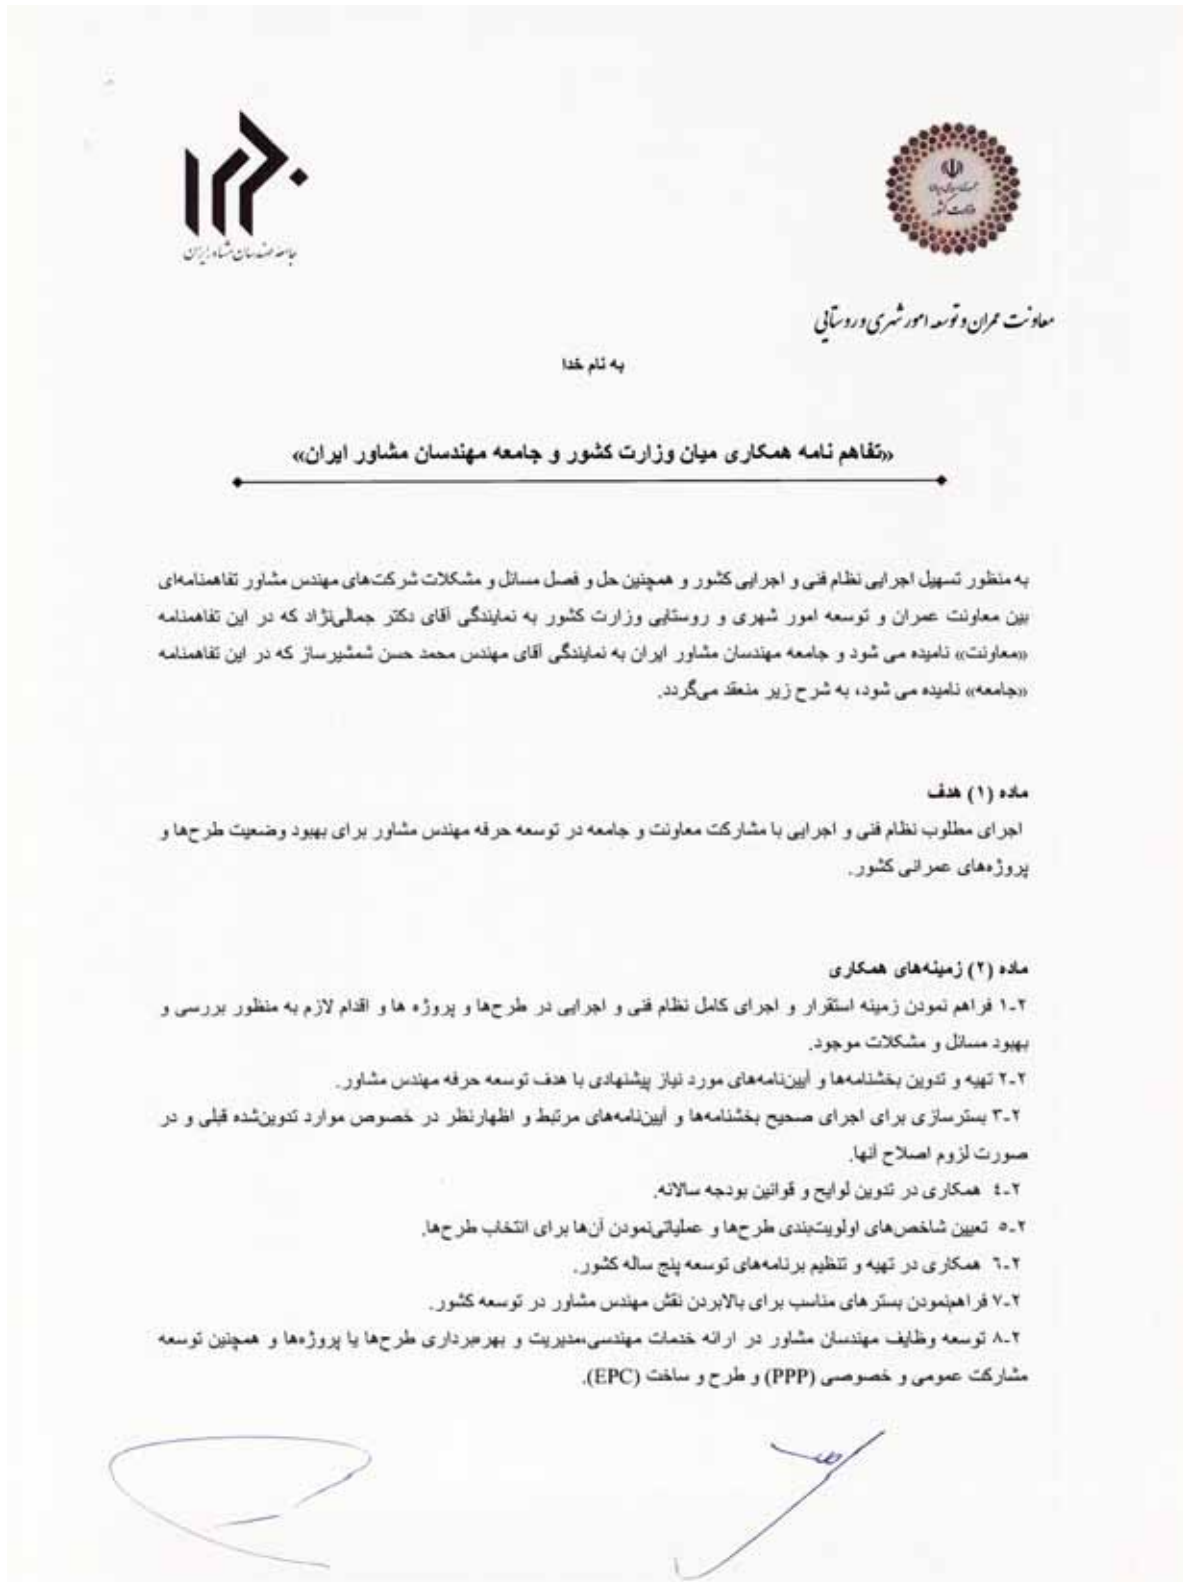 جامعه مهندسان مشاور ایران
جمهوری اسلامی ایران
وزارت کشور
معاونت عمران و توسعه امور شهری و روستایی
به نام خدا
«تفاهم نامه همکاری میان وزارت کشور و جامعه مهندسان مشاور ایران»
به منظور تسهیل اجرایی نظام فنی و اجرایی کشور و همچنین حل و فصل مسائل و مشکلات شرکت‌های مهندس مشاور تفاهمنامه‌ای
بین معاونت عمران و توسعه امور شهری و روستایی وزارت کشور به نمایندگی آقای دکتر جمالی‌نژاد که در این تفاهمنامه
«معاونت» نامیده می شود و جامعه مهندسان مشاور ایران به نمایندگی آقای مهندس محمد حسن شمشیرساز که در این تفاهمنامه
«جامعه» نامیده می شود، به شرح زیر منعقد می‌گردد.
ماده (۱) هدف
اجرای مطلوب نظام فنی و اجرایی با مشارکت معاونت و جامعه در توسعه حرفه مهندس مشاور برای بهبود وضعیت طرح‌ها و
پروژه‌های عمرانی کشور.
ماده (۲) زمینه‌های همکاری
۲-۱ فراهم نمودن زمینه استقرار و اجرای کامل نظام فنی و اجرایی در طرح‌ها و پروژه ها و اقدام لازم به منظور بررسی و
بهبود مسائل و مشکلات موجود.
۲-۲ تهیه و تدوین بخشنامه‌ها و آیین‌نامه‌های مورد نیاز پیشنهادی با هدف توسعه حرفه مهندس مشاور.
۲-۳ بسترسازی برای اجرای صحیح بخشنامه‌ها و آیین‌نامه‌های مرتبط و اظهارنظر در خصوص موارد تدوین‌شده قبلی و در
صورت لزوم اصلاح آنها.
۲-٤ همکاری در تدوین لوایح و قوانین بودجه سالانه.
۲-٥ تعیین شاخص‌های اولویت‌بندی طرح‌ها و عملیاتی‌نمودن آن‌ها برای انتخاب طرح‌ها.
۲-٦ همکاری در تهیه و تنظیم برنامه‌های توسعه پنج ساله کشور.
۲-۷ فراهم‌نمودن بسترهای مناسب برای بالابردن نقش مهندس مشاور در توسعه کشور.
۲-۸ توسعه وظایف مهندسان مشاور در ارائه خدمات مهندسی،مدیریت و بهره‌برداری طرح‌ها یا پروژه‌ها و همچنین توسعه
مشارکت عمومی و خصوصی (PPP) و طرح و ساخت (EPC).